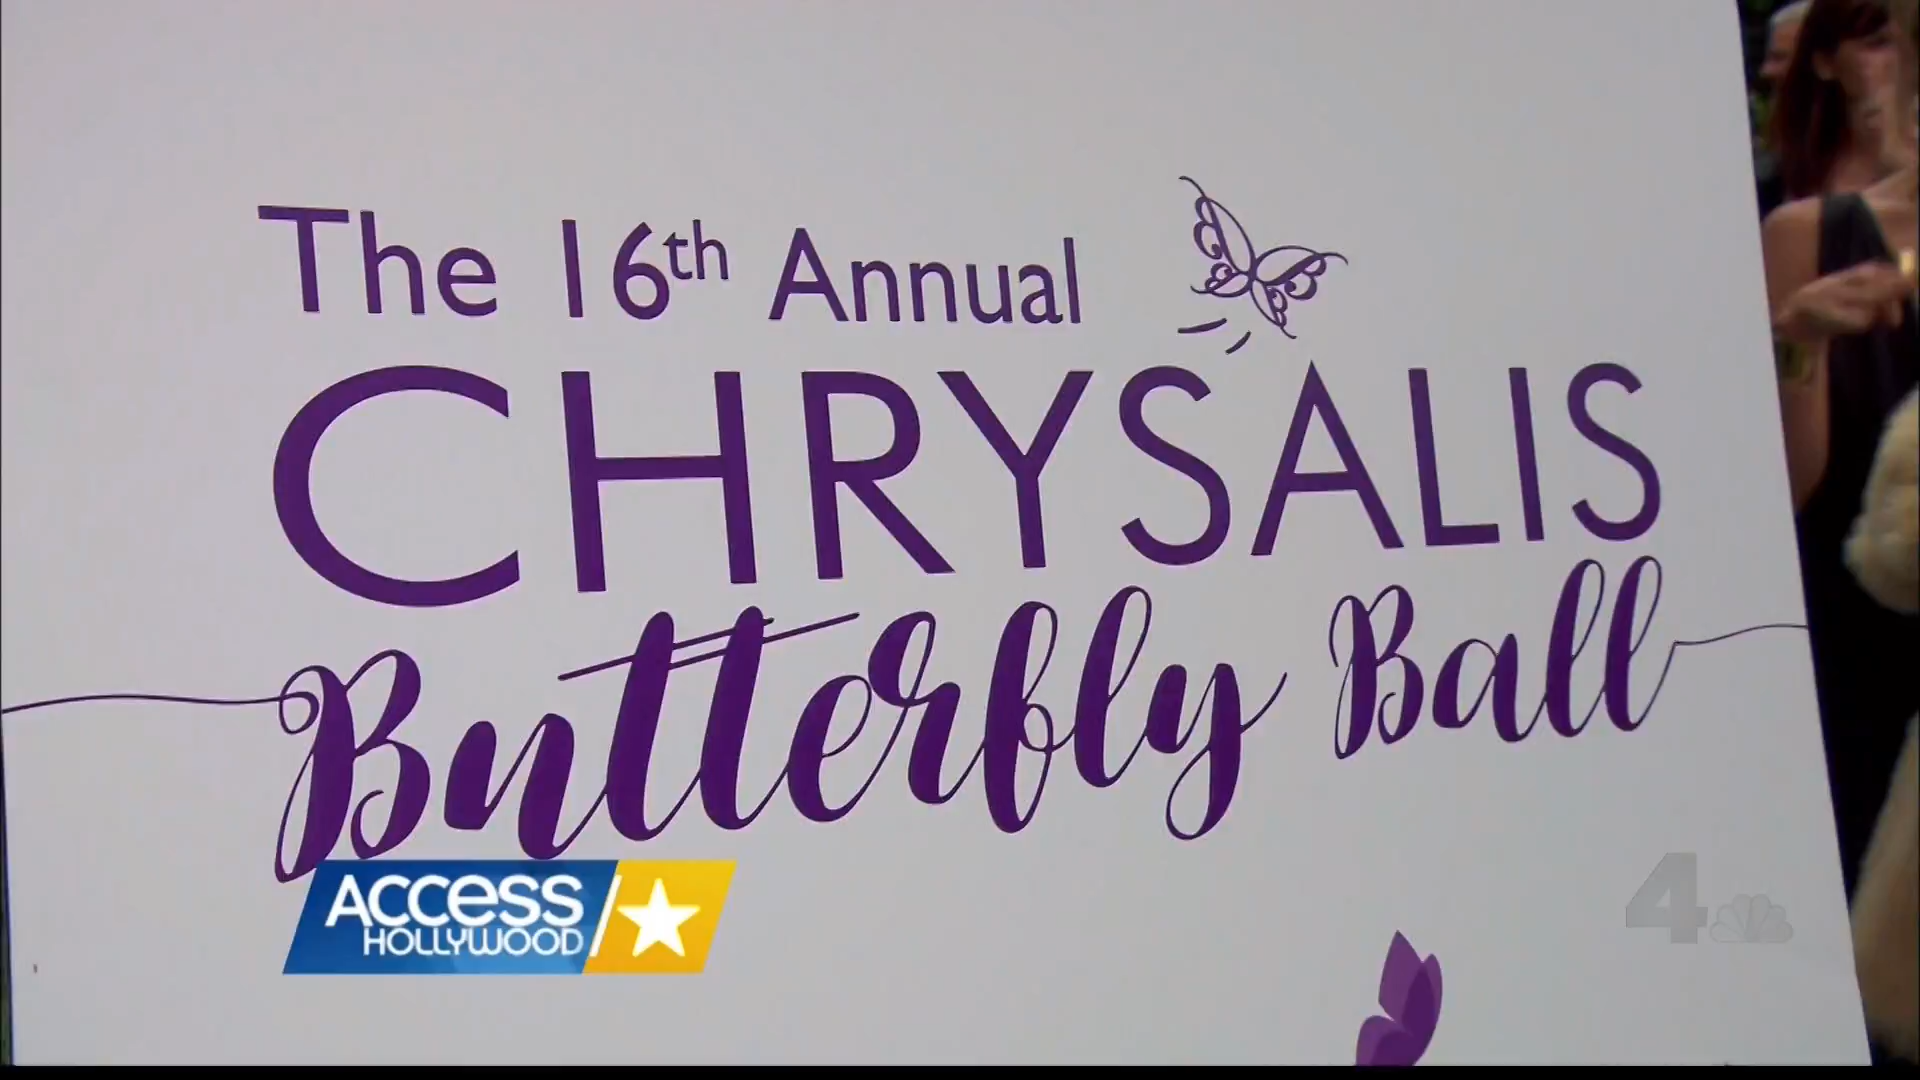 The 16th Annual
CHRYSALIS
Butterfly Ball
ACCESS
HOLLYWOOD
4